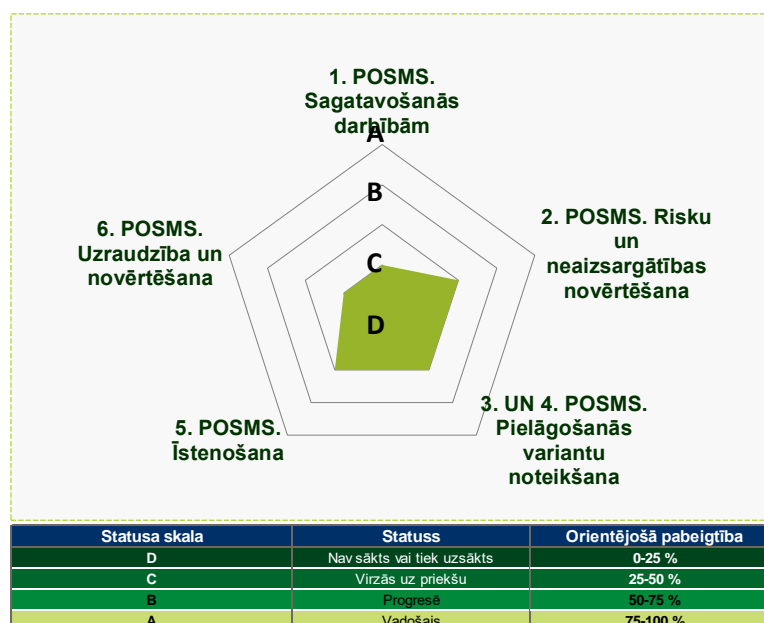 1. POSMS.
Sagatavošanās
darbībām
A
B
C
D
2. POSMS. Risku
un
neaizsargātības
novērtēšana
3. UN 4. POSMS.
Pielāgošanās
variantu
noteikšana
5. POSMS.
Īstenošana
6. POSMS.
Uzraudzība un
novērtēšana
Statusa skala Statuss Orientējošā pabeigtība
D Nav sākts vai tiek uzsākts 0-25 %
C Virzās uz priekšu 25-50 %
B Progresē 50-75 %
A Vadošais 75-100 %